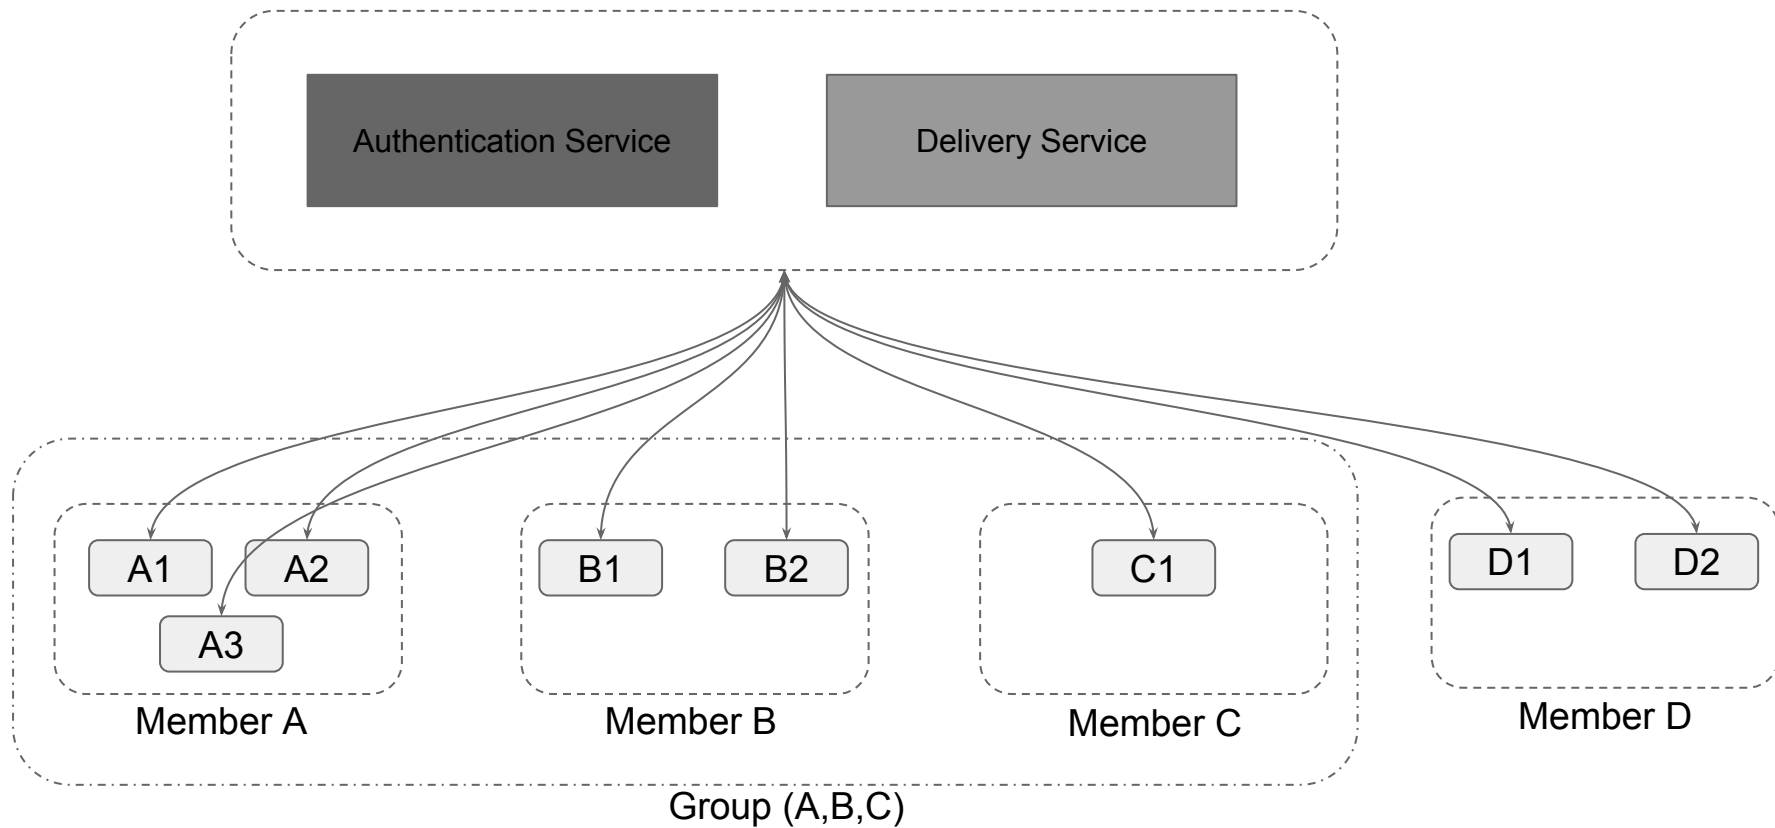 Authentication Service
Delivery Service
A1
A2
A3
B1
B2
C1
D1
D2
Member A
Member B
Member C
Member D
Group (A,B,C)